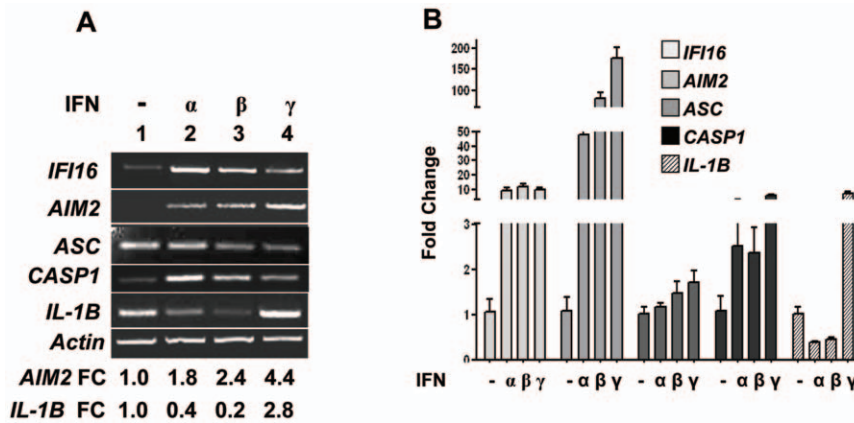 A
IFN - α β γ
1 2 3 4
IFI16
AIM2
ASC
CASP1
IL-1B
Actin
AIM2 FC 1.0 1.8 2.4 4.4
IL-1B FC 1.0 0.4 0.2 2.8
B
Fold Change
200
150
100
50
40
30
20
10
3
2
1
0
IFI16
AIM2
ASC
CASP1
IL-1B
IFN - α β γ - α β γ - α β γ - α β γ - α β γ